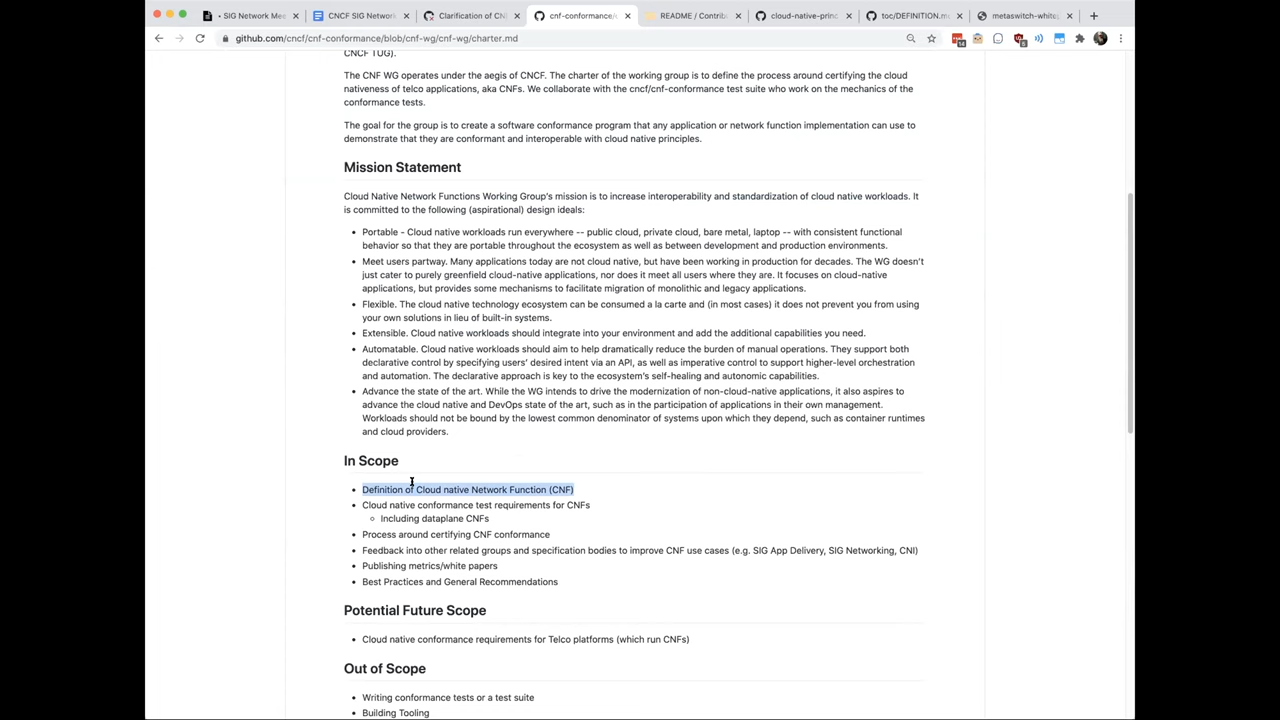 • SIG Network Mee
CNCF SIG Network
Clarification of CN
cnf-conformance/
README / Contrib
cloud-native-princ
toc/DEFINITION.m
metaswitch-white
github.com/cncf/cnf-conformance/blob/cnf-wg/cnf-wg/charter.md
CNCF TUG).
The CNF WG operates under the aegis of CNCF. The charter of the working group is to define the process around certifying the cloud
nativeness of telco applications, aka CNFs. We collaborate with the cncf/cnf-conformance test suite who work on the mechanics of the
conformance tests.
The goal for the group is to create a software conformance program that any application or network function implementation can use to
demonstrate that they are conformant and interoperable with cloud native principles.
Mission Statement
Cloud Native Network Functions Working Group's mission is to increase interoperability and standardization of cloud native workloads. It
is committed to the following (aspirational) design ideals:
• Portable - Cloud native workloads run everywhere -- public cloud, private cloud, bare metal, laptop -- with consistent functional
behavior so that they are portable throughout the ecosystem as well as between development and production environments.
• Meet users partway. Many applications today are not cloud native, but have been working in production for decades. The WG doesn't
just cater to purely greenfield cloud-native applications, nor does it meet all users where they are. It focuses on cloud-native
applications, but provides some mechanisms to facilitate migration of monolithic and legacy applications.
• Flexible. The cloud native technology ecosystem can be consumed a la carte and (in most cases) it does not prevent you from using
your own solutions in lieu of built-in systems.
• Extensible. Cloud native workloads should integrate into your environment and add the additional capabilities you need.
• Automatable. Cloud native workloads should aim to help dramatically reduce the burden of manual operations. They support both
declarative control by specifying users' desired intent via an API, as well as imperative control to support higher-level orchestration
and automation. The declarative approach is key to the ecosystem's self-healing and autonomic capabilities.
• Advance the state of the art. While the WG intends to drive the modernization of non-cloud-native applications, it also aspires to
advance the cloud native and DevOps state of the art, such as in the participation of applications in their own management.
Workloads should not be bound by the lowest common denominator of systems upon which they depend, such as container runtimes
and cloud providers.
In Scope
• Definition of Cloud native Network Function (CNF)
• Cloud native conformance test requirements for CNFs
◦ Including dataplane CNFs
• Process around certifying CNF conformance
• Feedback into other related groups and specification bodies to improve CNF use cases (e.g. SIG App Delivery, SIG Networking, CNI)
• Publishing metrics/white papers
• Best Practices and General Recommendations
Potential Future Scope
• Cloud native conformance requirements for Telco platforms (which run CNFs)
Out of Scope
• Writing conformance tests or a test suite
• Building Tooling